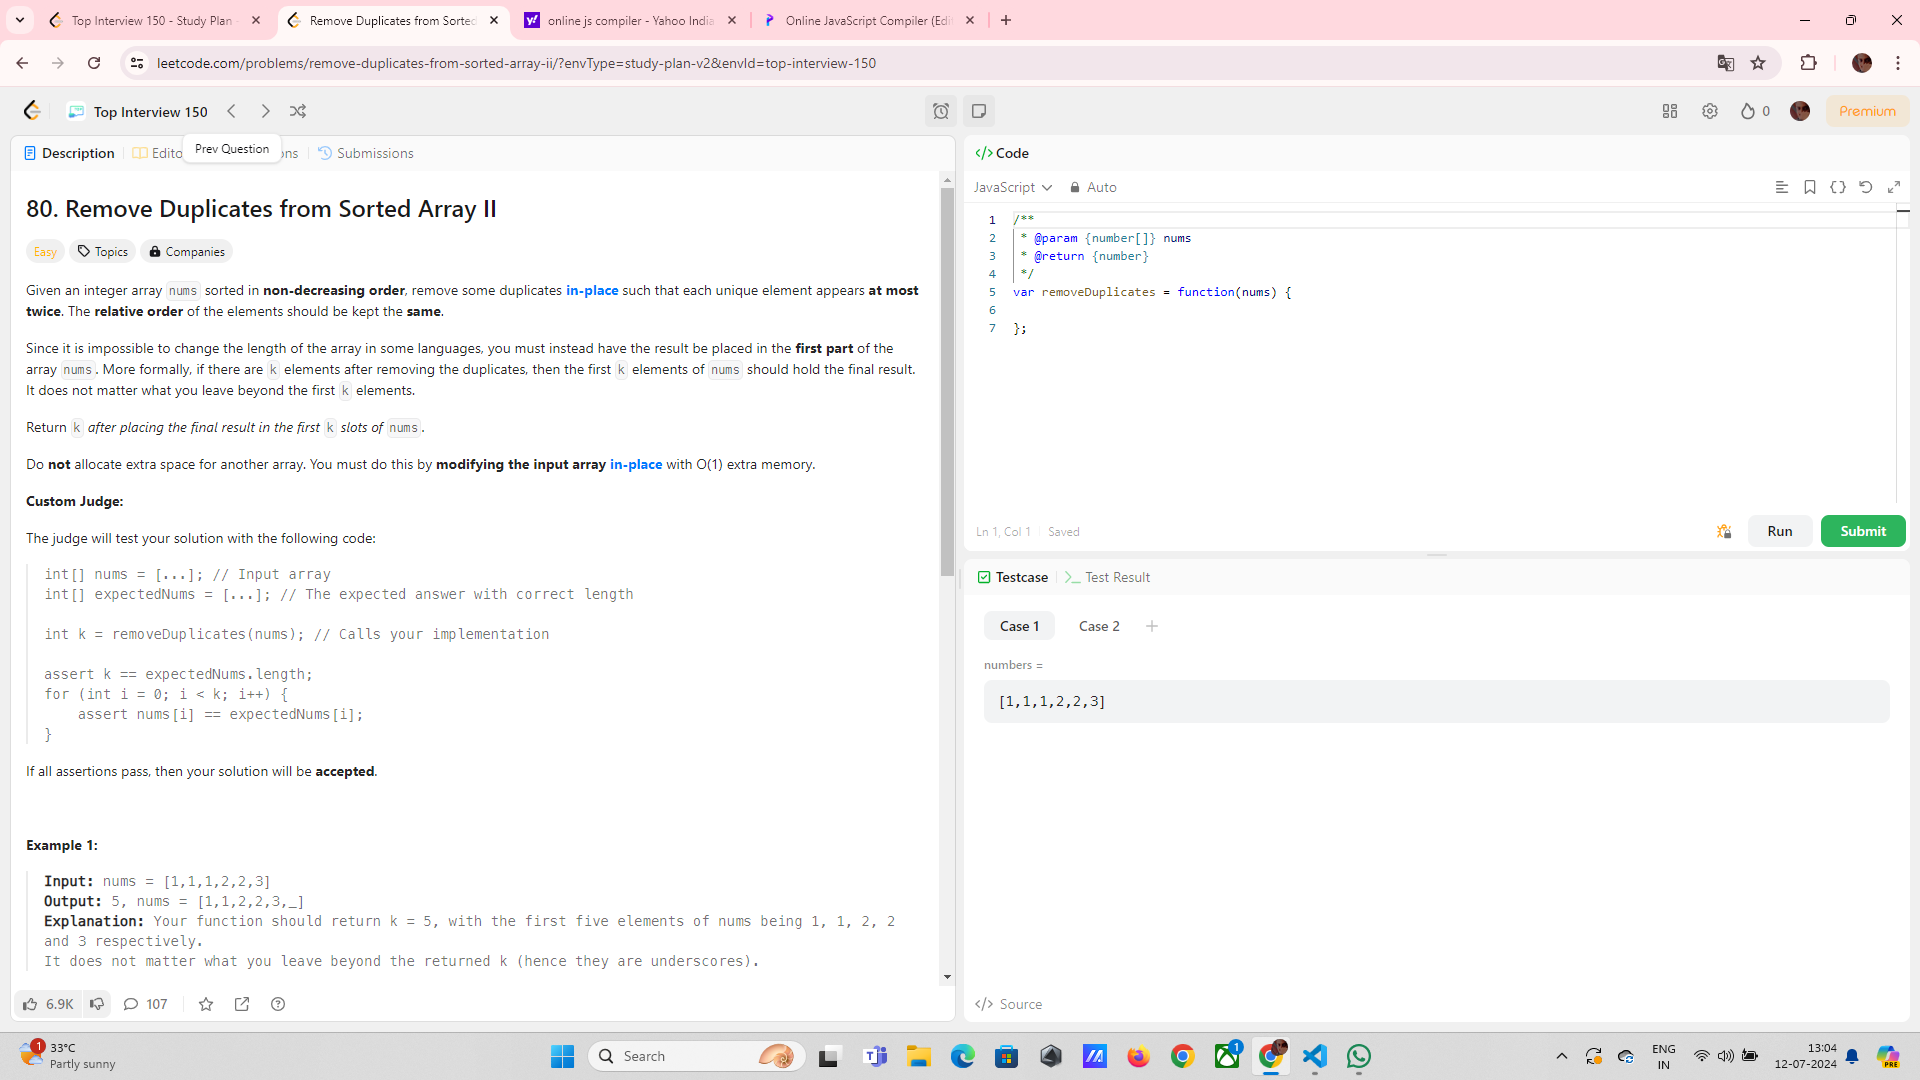 Top Interview 150 - Study Plan
Remove Duplicates from Sorted
online js compiler - Yahoo India
Online JavaScript Compiler (Edi
leetcode.com/problems/remove-duplicates-from-sorted-array-ii/?envType=study-plan-v2&envId=top-interview-150
Top Interview 150
0
Premium
Prev Question
Description
Edito
ns
Submissions
80. Remove Duplicates from Sorted Array II
Easy
Topics
Companies
Given an integer array nums sorted in non-decreasing order, remove some duplicates in-place such that each unique element appears at most
twice. The relative order of the elements should be kept the same.
Since it is impossible to change the length of the array in some languages, you must instead have the result be placed in the first part of the
array nums. More formally, if there are k elements after removing the duplicates, then the first k elements of nums should hold the final result.
It does not matter what you leave beyond the first k elements.
Return k after placing the final result in the first k slots of nums.
Do not allocate extra space for another array. You must do this by modifying the input array in-place with O(1) extra memory.
Custom Judge:
The judge will test your solution with the following code:
int[] nums = [...]; // Input array
int[] expectedNums = [...]; // The expected answer with correct length
int k = removeDuplicates(nums); // Calls your implementation
assert k == expectedNums.length;
for (int i = 0; i < k; i++) {
assert nums[i] == expectedNums[i];
}
If all assertions pass, then your solution will be accepted.
Example 1:
Input: nums = [1,1,1,2,2,3]
Output: 5, nums = [1,1,2,2,3,_]
Explanation: Your function should return k = 5, with the first five elements of nums being 1, 1, 2, 2
and 3 respectively.
It does not matter what you leave beyond the returned k (hence they are underscores).
6.9K
107
</> Code
JavaScript
Auto
1 /**
2 * @param {number[]} nums
3 * @return {number}
4 */
5 var removeDuplicates = function(nums) {
6
7 };
Ln 1, Col 1
Saved
Run
Submit
Testcase
>_ Test Result
Case 1
Case 2
numbers =
[1,1,1,2,2,3]
</> Source
1
33°C
Partly sunny
Search
1
ENG
IN
13:04
12-07-2024
PRE